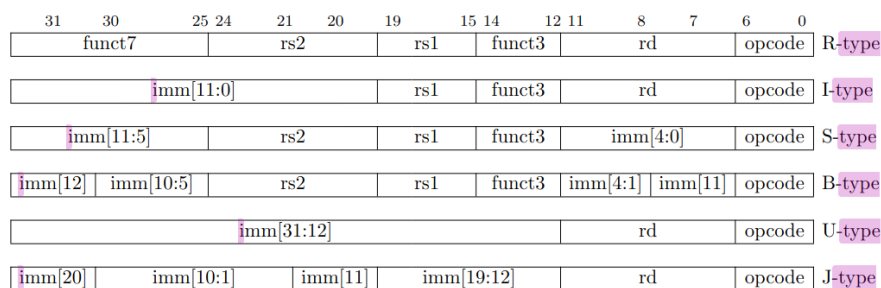 31 30 25 24 21 20 19 15 14 12 11 8 7 6 0
funct7 rs2 rs1 funct3 rd opcode R-type
imm[11:0] rs1 funct3 rd opcode I-type
imm[11:5] rs2 rs1 funct3 imm[4:0] opcode S-type
imm[12] imm[10:5] rs2 rs1 funct3 imm[4:1] imm[11] opcode B-type
imm[31:12] rd opcode U-type
imm[20] imm[10:1] imm[11] imm[19:12] rd opcode J-type